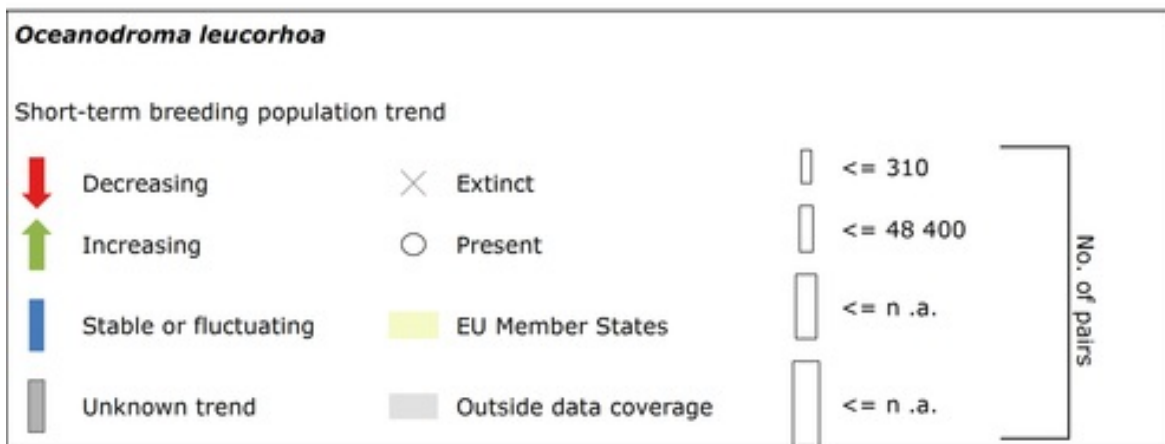 Oceanodroma leucorhoa
Short-term breeding population trend
Decreasing
Increasing
Stable or fluctuating
Unknown trend
Extinct
Present
EU Member States
Outside data coverage
<= 310
<= 48 400
<= n .a.
<= n .a.
No. of pairs